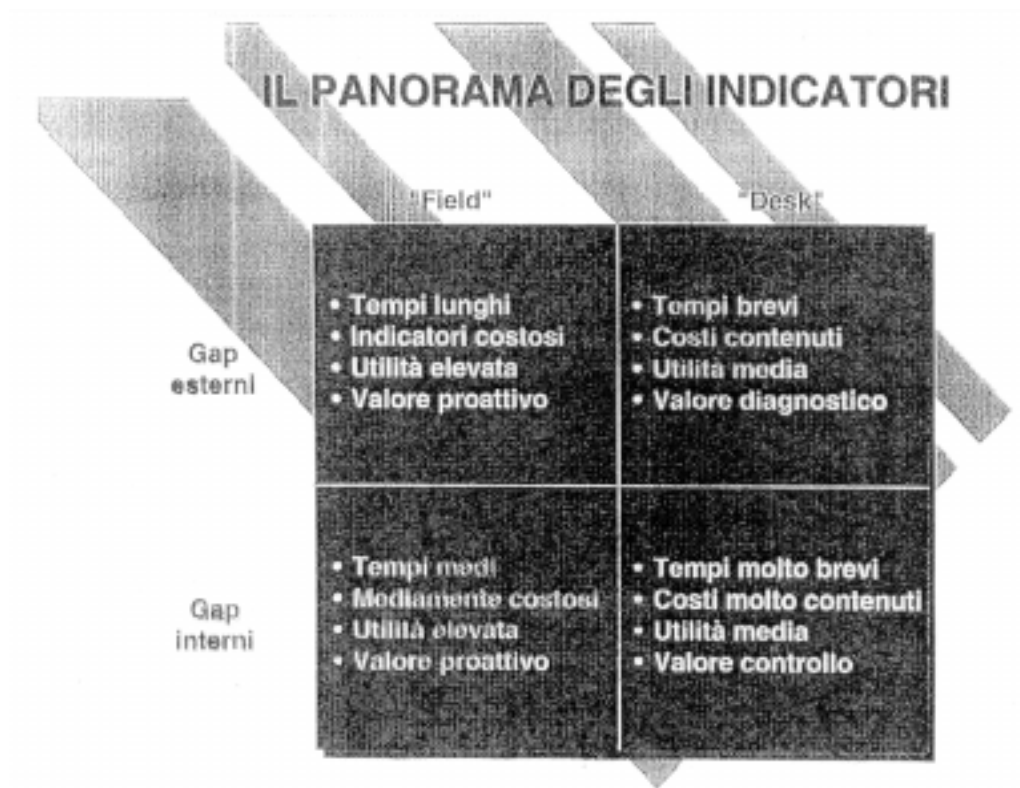 IL PANORAMA DEGLI INDICATORI
"Field"
"Desk"
Gap
esterni
• Tempi lunghi
• Indicatori costosi
• Utilità elevata
• Valore proattivo
• Tempi brevi
• Costi contenuti
• Utilità media
• Valore diagnostico
Gap
interni
• Tempi medi
• Mediamente costosi
• Utilità elevata
• Valore proattivo
• Tempi molto brevi
• Costi molto contenuti
• Utilità media
• Valore controllo